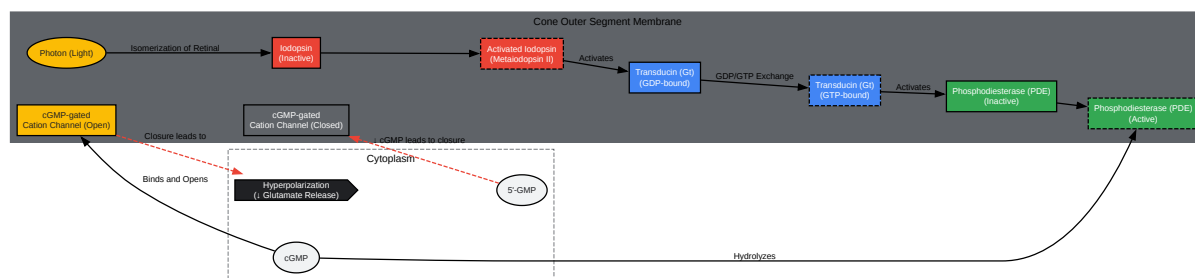 Cone Outer Segment Membrane
Photon (Light)
Isomerization of Retinal
Iodopsin
(Inactive)
Activated Iodopsin
(Metaiodopsin II)
Activates
Transducin (Gt)
(GDP-bound)
GDP/GTP Exchange
Transducin (Gt)
(GTP-bound)
Activates
Phosphodiesterase (PDE)
(Inactive)
Phosphodiesterase (PDE)
(Active)
cGMP-gated
Cation Channel (Open)
Closure leads to
cGMP-gated
Cation Channel (Closed)
↓ cGMP leads to closure
Cytoplasm
Binds and Opens
Hyperpolarization
(↓ Glutamate Release)
5'-GMP
cGMP
Hydrolyzes